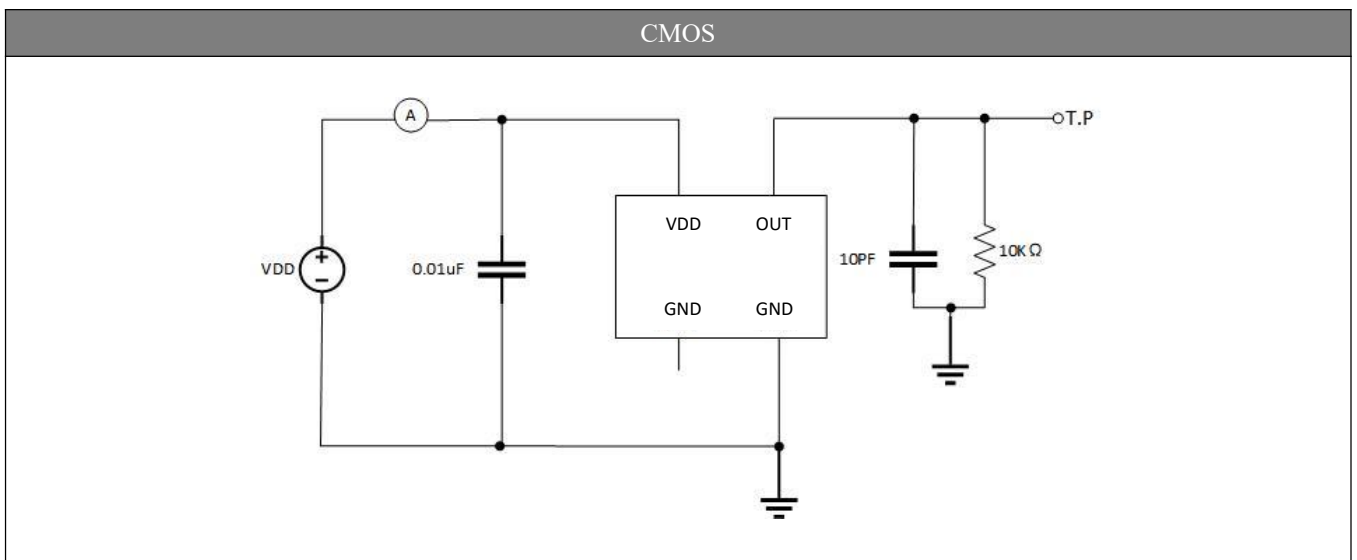 CMOS
A
T.P
VDD OUT
VDD
0.01uF
10PF
10KΩ
GND GND
+
−